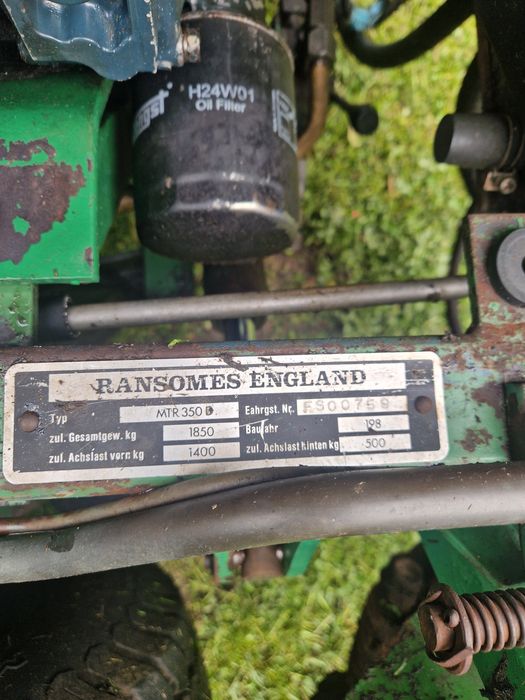 H24W01
Oil Filter
RANSOMES ENGLAND
Typ MTR 350 D Fahrgst. Nr. ES00759
zul. Gesamtgew. kg 1850 Baujahr 198
zul. Achslast vorn kg 1400 zul. Achslast hinten kg 500